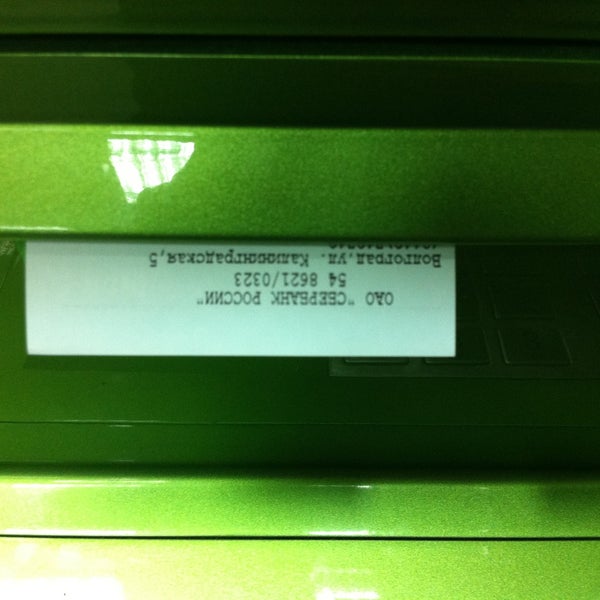 ОАО "СБЕРБАНК РОССИИ"
54 8621/0323
Волгоград,ул. Калининградская,5